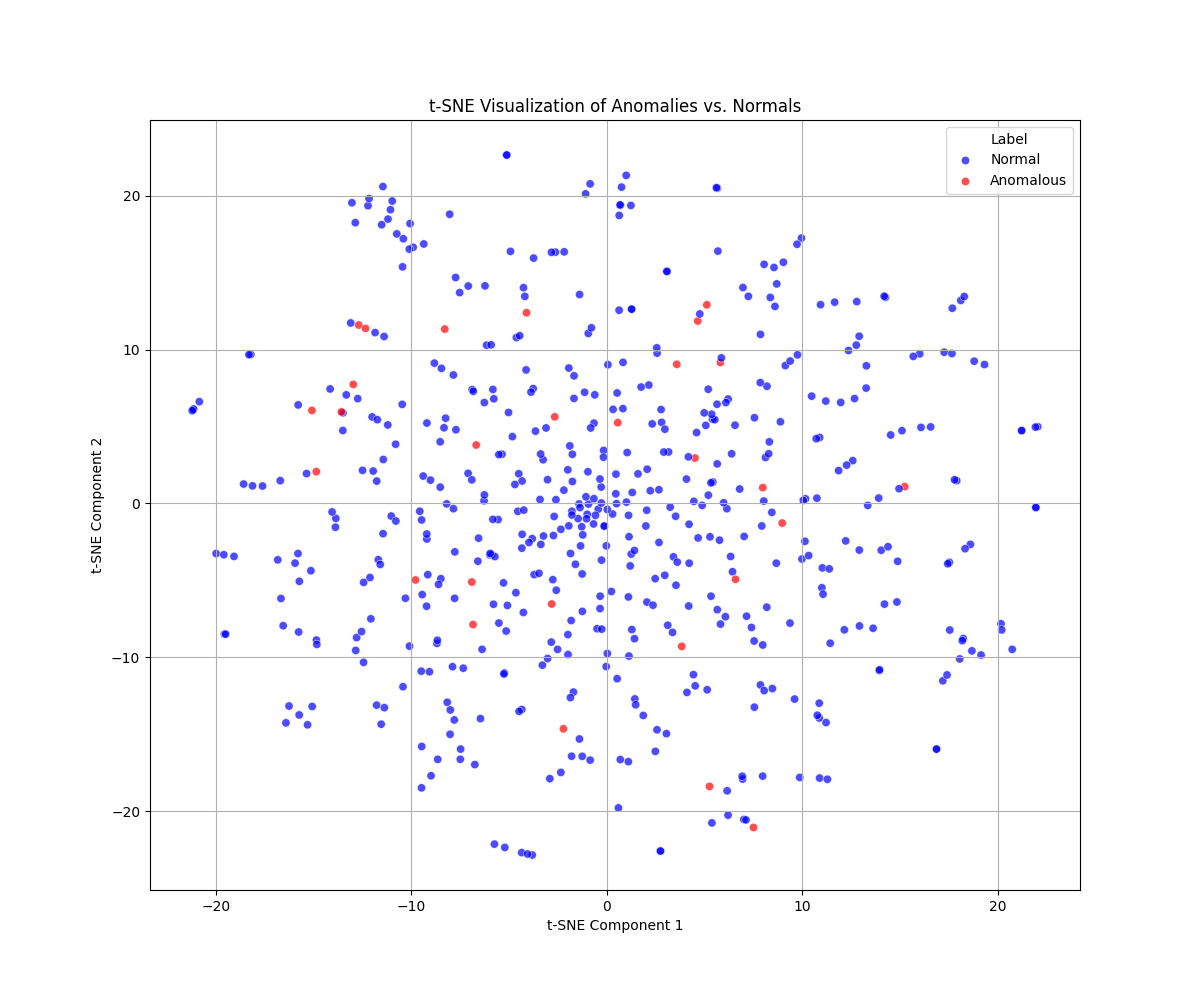 t-SNE Visualization of Anomalies vs. Normals
Label
Normal
Anomalous
20
10
0
−10
−20
t-SNE Component 2
−20
−10
0
10
20
t-SNE Component 1